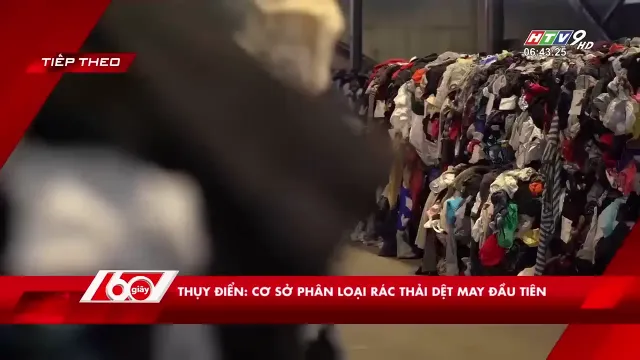 TIẾP THEO
HTV9 HD
06:43:25
60 giây
THỤY ĐIỂN: CƠ SỞ PHÂN LOẠI RÁC THẢI DỆT MAY ĐẦU TIÊN